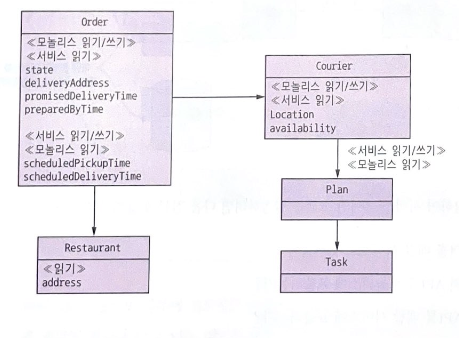 Order
≪모놀리스 읽기/쓰기≫
≪서비스 읽기≫
state
deliveryAddress
promisedDeliveryTime
preparedByTime
≪서비스 읽기/쓰기≫
≪모놀리스 읽기≫
scheduledPickupTime
scheduledDeliveryTime
Courier
≪모놀리스 읽기/쓰기≫
≪서비스 읽기≫
Location
availability
≪서비스 읽기/쓰기≫
≪모놀리스 읽기≫
Plan
Task
Restaurant
≪읽기≫
address